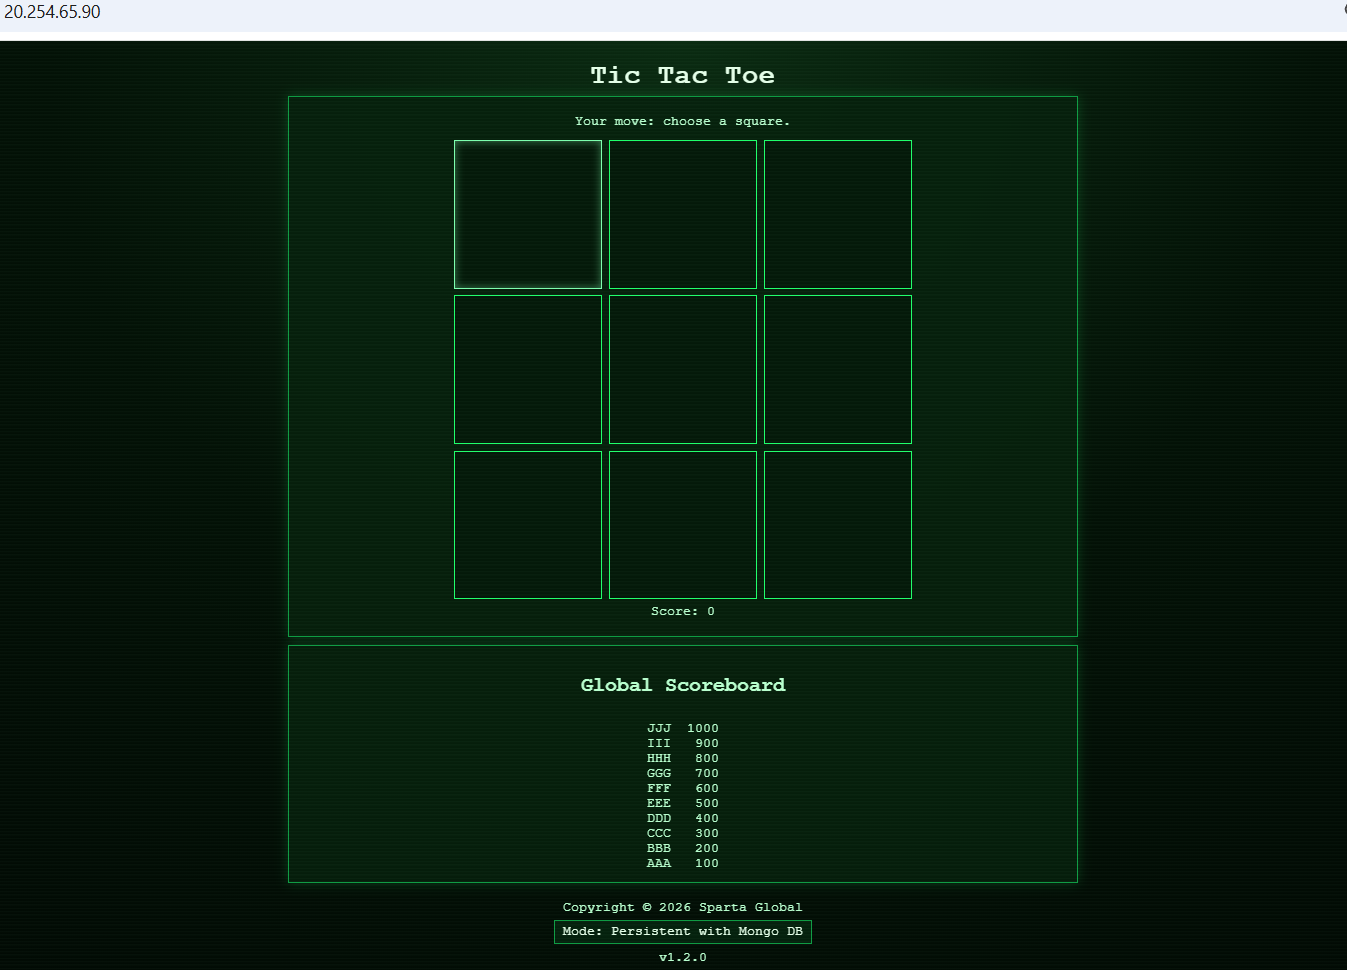 20.254.65.90
Tic Tac Toe
Your move: choose a square.
Score: 0
Global Scoreboard
JJJ  1000
III   900
HHH   800
GGG   700
FFF   600
EEE   500
DDD   400
CCC   300
BBB   200
AAA   100
Copyright © 2026 Sparta Global
Mode: Persistent with Mongo DB
v1.2.0